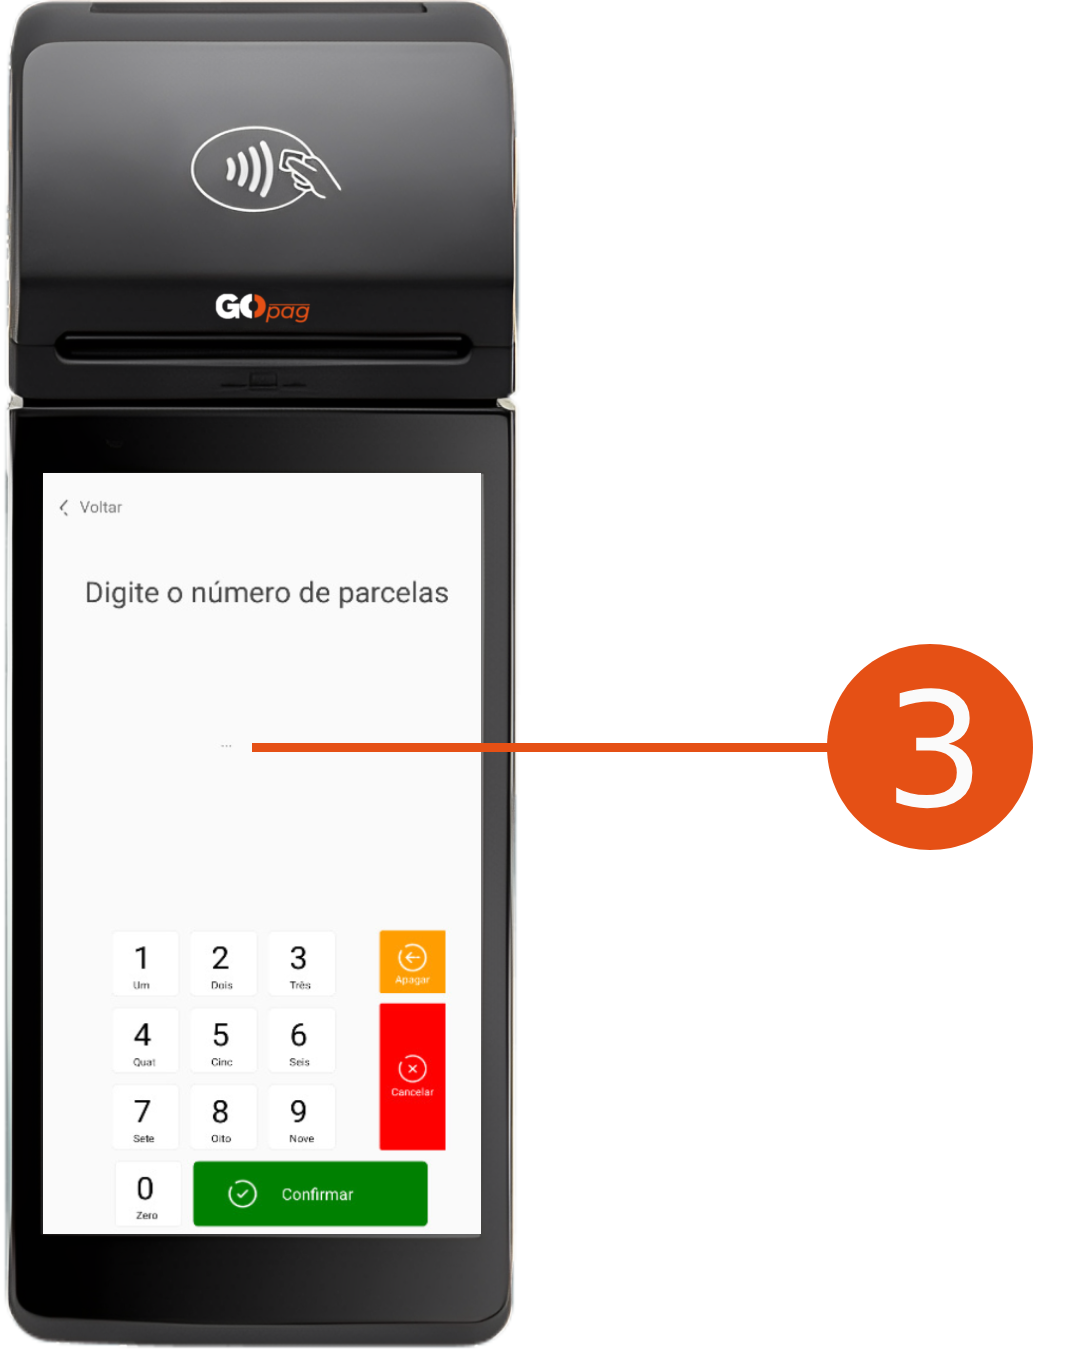 GOpag
Voltar
Digite o número de parcelas
...
3
1
Um
2
Dois
3
Três
Apagar
4
Quat
5
Cinc
6
Seis
Cancelar
7
Sete
8
Oito
9
Nove
0
Zero
Confirmar